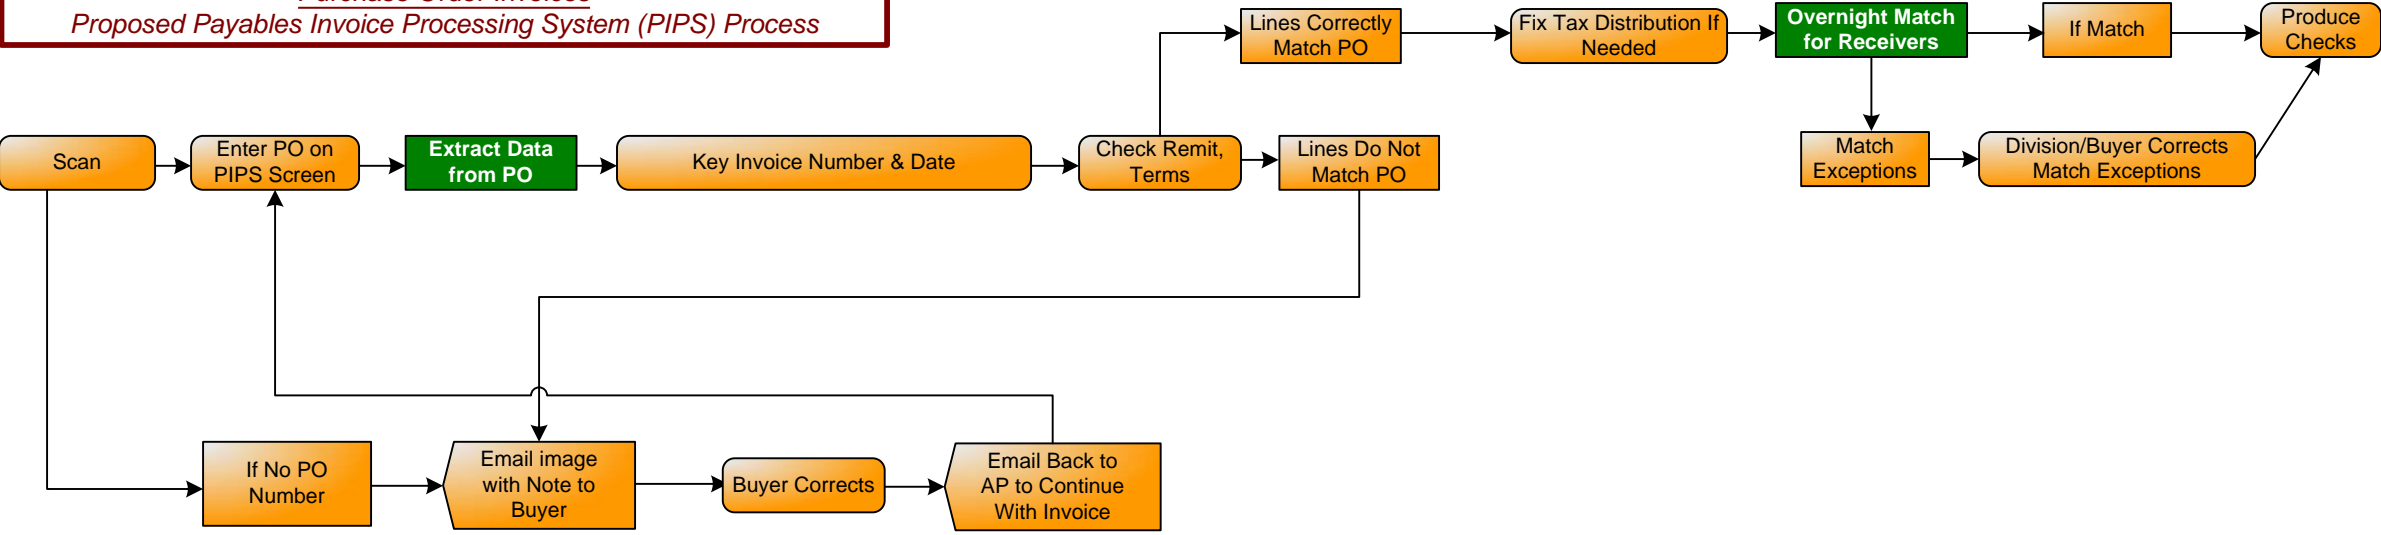 Purchase Order Invoices
Proposed Payables Invoice Processing System (PIPS) Process
Lines Correctly
Match PO
Fix Tax Distribution If
Needed
Overnight Match
for Receivers
If Match
Produce
Checks
Scan
Enter PO on
PIPS Screen
Extract Data
from PO
Key Invoice Number & Date
Check Remit,
Terms
Lines Do Not
Match PO
Match
Exceptions
Division/Buyer Corrects
Match Exceptions
If No PO
Number
Email image
with Note to
Buyer
Buyer Corrects
Email Back to
AP to Continue
With Invoice